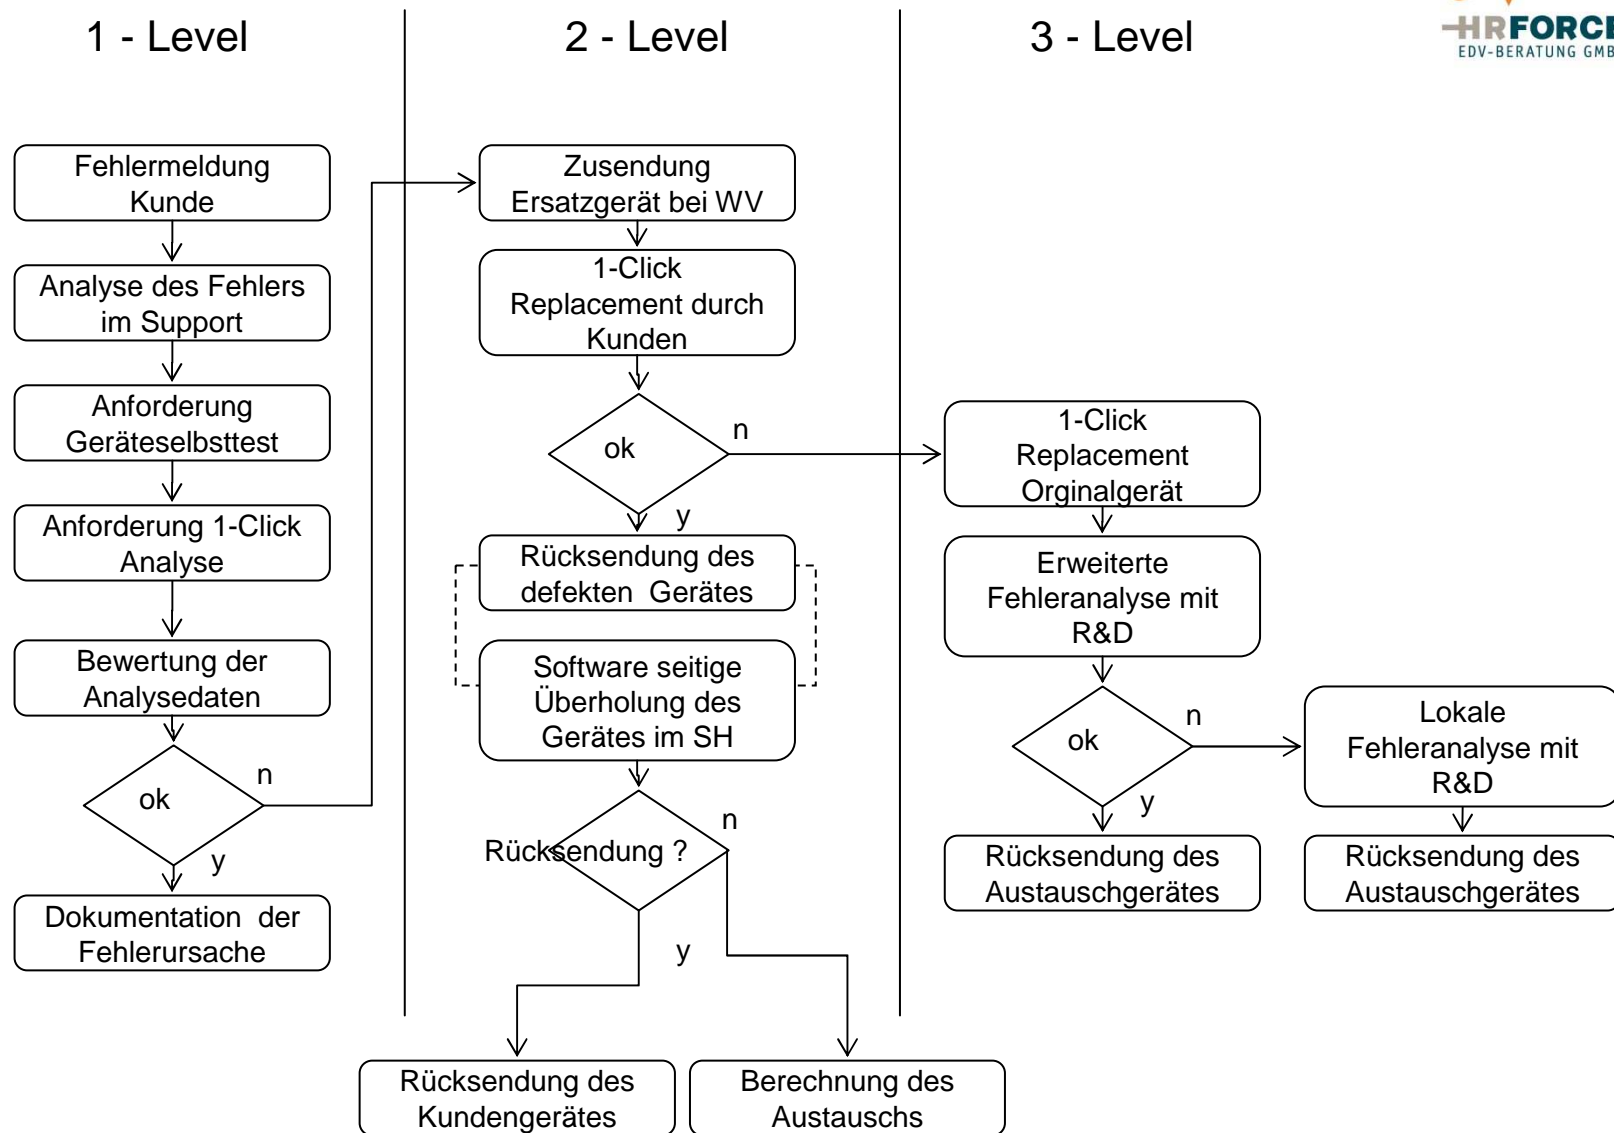 1 - Level
2 - Level
3 - Level
HRFORCE
EDV-BERATUNG GMB
Fehlermeldung
Kunde
Analyse des Fehlers
im Support
Anforderung
Geräteselbsttest
Anforderung 1-Click
Analyse
Bewertung der
Analysedaten
ok
n
y
Dokumentation der
Fehlerursache
Zusendung
Ersatzgerät bei WV
1-Click
Replacement durch
Kunden
ok
n
y
Rücksendung des
defekten Gerätes
Software seitige
Überholung des
Gerätes im SH
Rücksendung ?
n
y
Rücksendung des
Kundengerätes
Berechnung des
Austauschs
1-Click
Replacement
Orginalgerät
Erweiterte
Fehleranalyse mit
R&D
ok
n
y
Rücksendung des
Austauschgerätes
Lokale
Fehleranalyse mit
R&D
Rücksendung des
Austauschgerätes